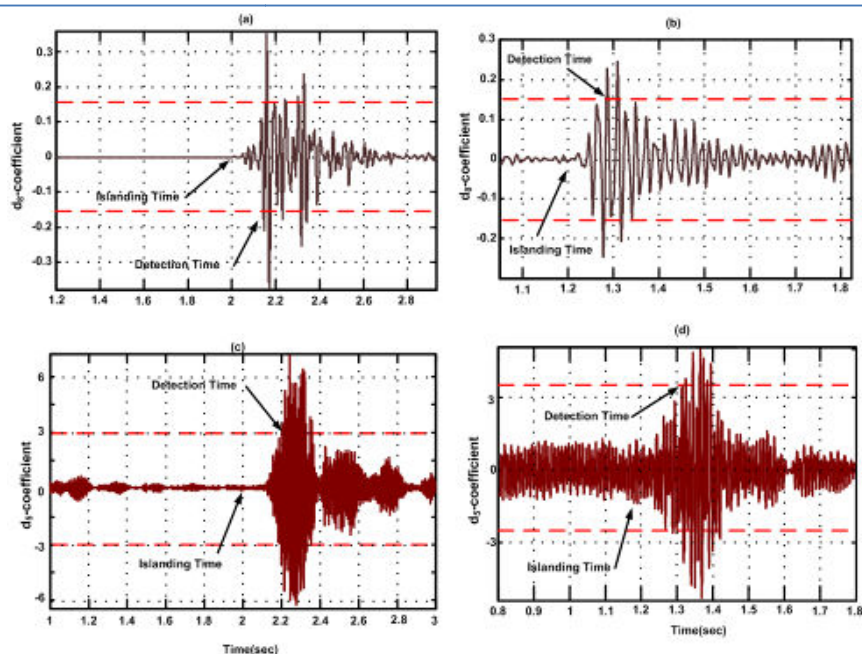 (a)
0.3
0.2
0.1
0
-0.1
-0.2
-0.3
-coefficient
Islanding Time
Detection Time
1.2 1.4 1.6 1.8 2 2.2 2.4 2.6 2.8
(b)
0.3
0.2
0.1
0
-0.1
-0.2
-coefficient
Detection Time
Islanding Time
1.1 1.2 1.3 1.4 1.5 1.6 1.7 1.8
(c)
6
3
0
-3
-6
d₅-coefficient
Detection Time
Islanding Time
1 1.2 1.4 1.6 1.8 2 2.2 2.4 2.6 2.8 3
Time(sec)
(d)
3
0
-3
d₅-coefficient
Detection Time
Islanding Time
0.8 0.9 1 1.1 1.2 1.3 1.4 1.5 1.6 1.7 1.8
Time(sec)